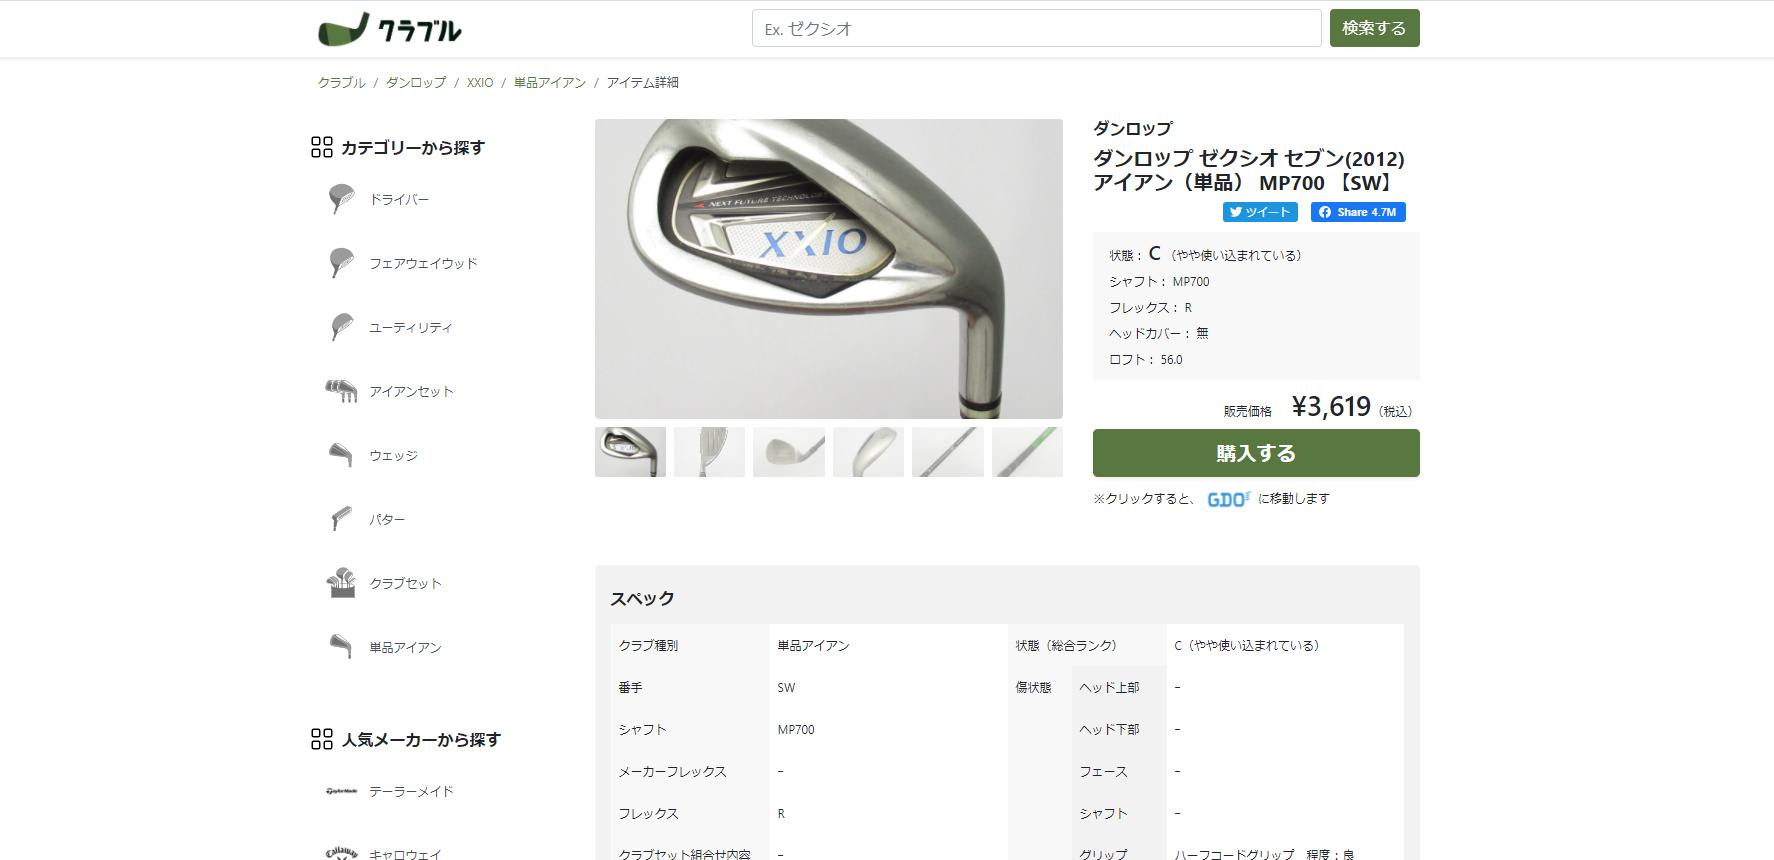 クラブル
Ex. ゼクシオ
検索する
クラブル / ダンロップ / XXIO / 単品アイアン / アイテム詳細
カテゴリーから探す
ドライバー
フェアウェイウッド
ユーティリティ
アイアンセット
ウェッジ
パター
クラブセット
単品アイアン
人気メーカーから探す
TaylorMade テーラーメイド
Callaway キャロウェイ
NEXT FUTURE TECHNOLOGY
XXIO
ダンロップ
ダンロップ ゼクシオ セブン(2012)
アイアン（単品） MP700 【SW】
ツイート
Share 4.7M
状態： C （やや使い込まれている）
シャフト： MP700
フレックス： R
ヘッドカバー： 無
ロフト： 56.0
販売価格 ¥3,619 （税込）
購入する
※クリックすると、 GDO に移動します
スペック
クラブ種別 単品アイアン 状態（総合ランク） C（やや使い込まれている）
番手 SW 傷状態 ヘッド上部 −
シャフト MP700 ヘッド下部 −
メーカーフレックス − フェース −
フレックス R シャフト −
クラブセット組合せ内容 − グリップ ハーフコードグリップ 程度：良